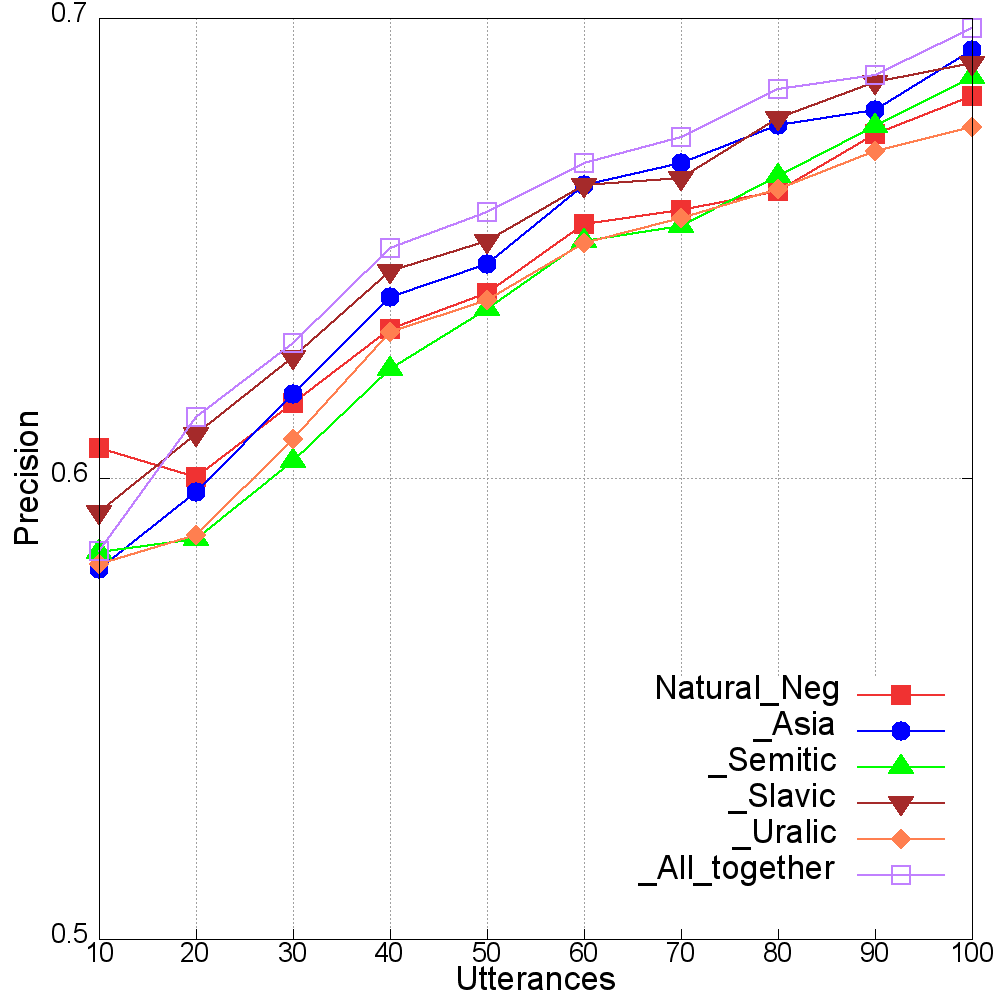 0.7
0.6
0.5
Precision
Natural_Neg
_Asia
_Semitic
_Slavic
_Uralic
_All_together
10 20 30 40 50 60 70 80 90 100
Utterances